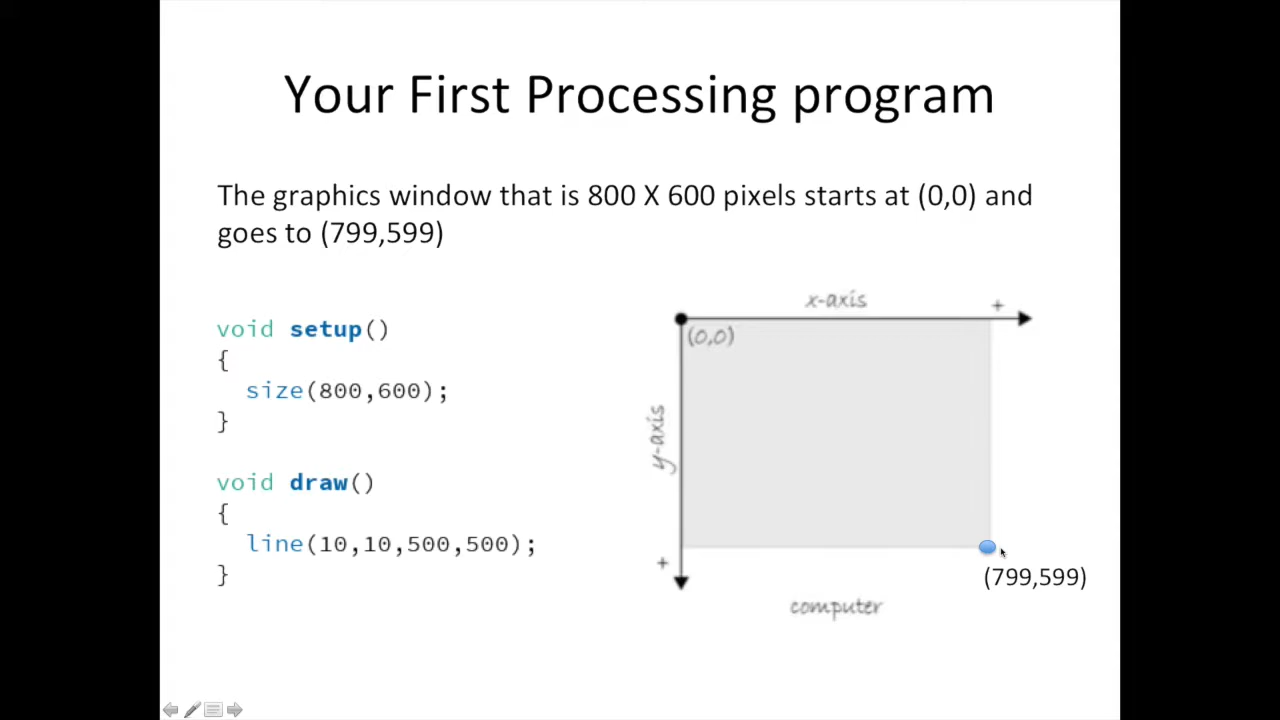 Your First Processing program
The graphics window that is 800 X 600 pixels starts at (0,0) and
goes to (799,599)
void setup()
{
  size(800,600);
}
void draw()
{
  line(10,10,500,500);
}
x-axis
+
(0,0)
y-axis
+
(799,599)
computer